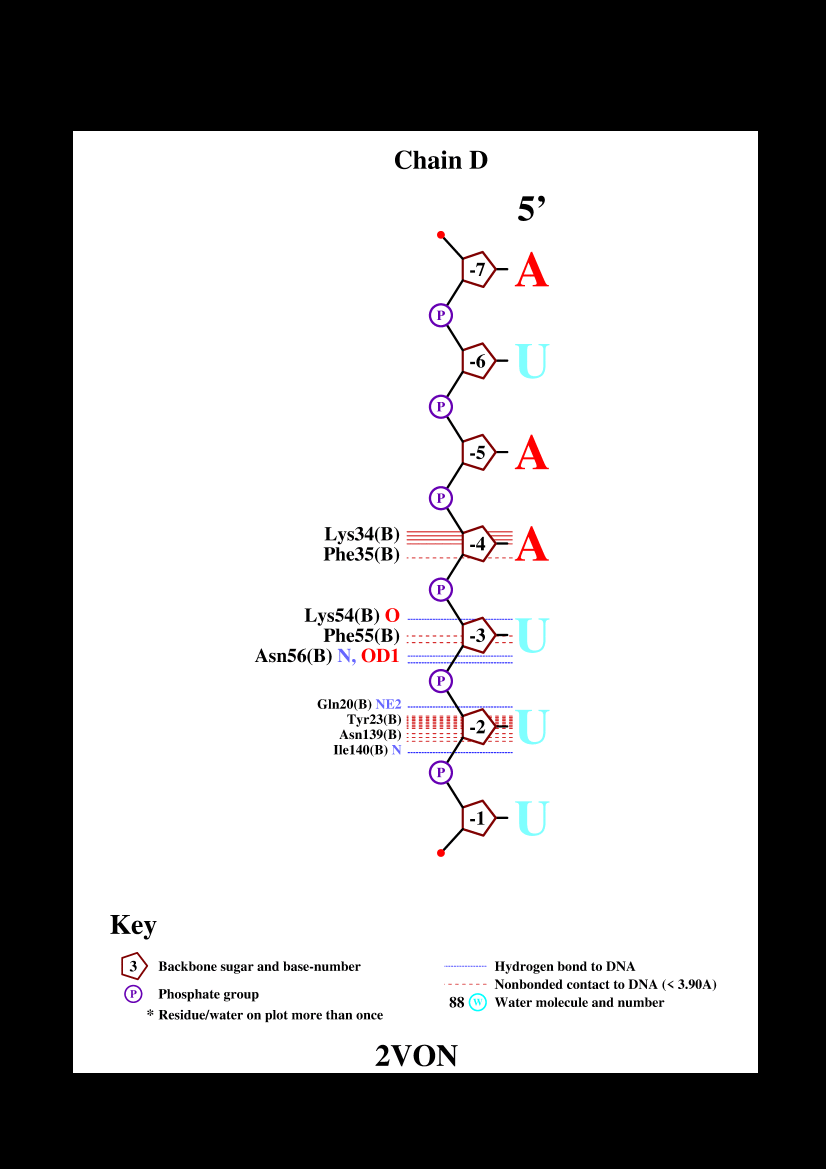 Chain D
5’
-7 A
P
-6 U
P
-5 A
P
Lys34(B)
-4 A
Phe35(B)
P
Lys54(B) O
Phe55(B) -3 U
Asn56(B) N, OD1
P
Gln20(B) NE2
Tyr23(B)
-2 U
Asn139(B)
Ile140(B) N
P
-1 U
Key
3 Backbone sugar and base-number
P Phosphate group
* Residue/water on plot more than once
Hydrogen bond to DNA
Nonbonded contact to DNA (< 3.90A)
88 W Water molecule and number
2VON